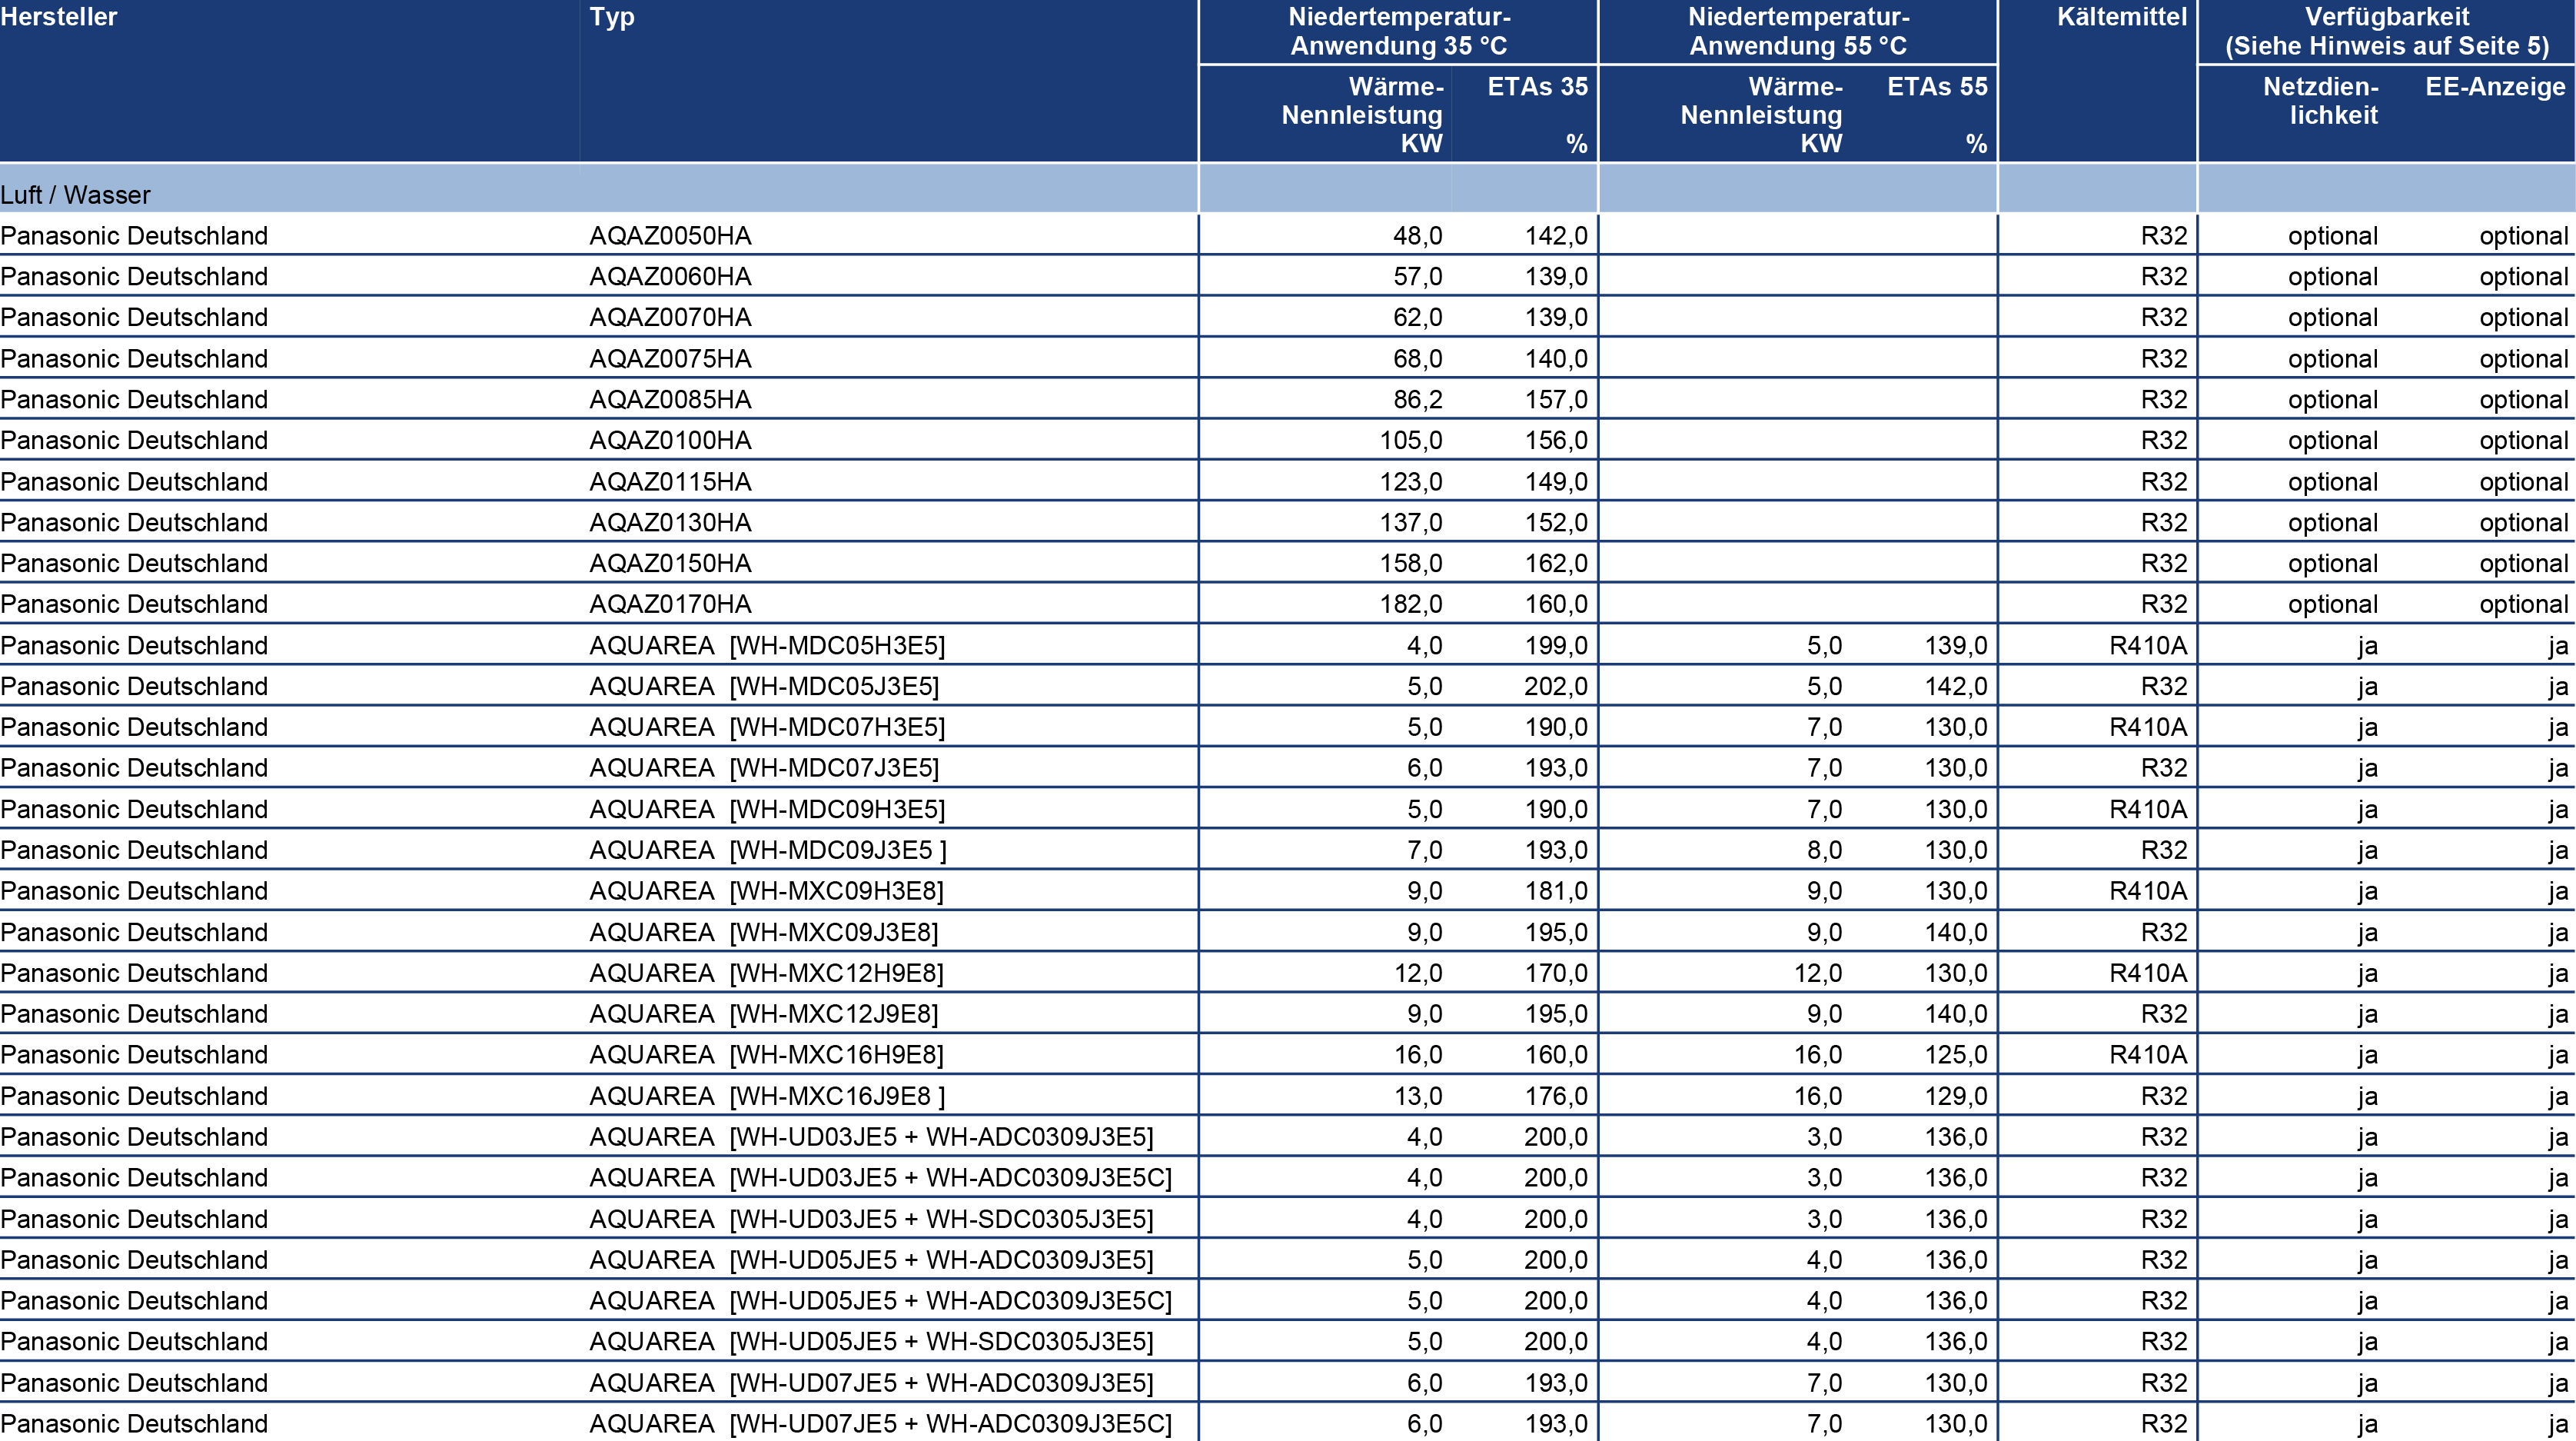 Hersteller Typ Niedertemperatur- Niedertemperatur- Kältemittel Verfügbarkeit
Anwendung 35 °C Anwendung 55 °C (Siehe Hinweis auf Seite 5)
Wärme- ETAs 35 Wärme- ETAs 55 Netzdien- EE-Anzeige
Nennleistung Nennleistung lichkeit
KW % KW %
Luft / Wasser
Panasonic Deutschland AQAZ0050HA 48,0 142,0 R32 optional optional
Panasonic Deutschland AQAZ0060HA 57,0 139,0 R32 optional optional
Panasonic Deutschland AQAZ0070HA 62,0 139,0 R32 optional optional
Panasonic Deutschland AQAZ0075HA 68,0 140,0 R32 optional optional
Panasonic Deutschland AQAZ0085HA 86,2 157,0 R32 optional optional
Panasonic Deutschland AQAZ0100HA 105,0 156,0 R32 optional optional
Panasonic Deutschland AQAZ0115HA 123,0 149,0 R32 optional optional
Panasonic Deutschland AQAZ0130HA 137,0 152,0 R32 optional optional
Panasonic Deutschland AQAZ0150HA 158,0 162,0 R32 optional optional
Panasonic Deutschland AQAZ0170HA 182,0 160,0 R32 optional optional
Panasonic Deutschland AQUAREA [WH-MDC05H3E5] 4,0 199,0 5,0 139,0 R410A ja ja
Panasonic Deutschland AQUAREA [WH-MDC05J3E5] 5,0 202,0 5,0 142,0 R32 ja ja
Panasonic Deutschland AQUAREA [WH-MDC07H3E5] 5,0 190,0 7,0 130,0 R410A ja ja
Panasonic Deutschland AQUAREA [WH-MDC07J3E5] 6,0 193,0 7,0 130,0 R32 ja ja
Panasonic Deutschland AQUAREA [WH-MDC09H3E5] 5,0 190,0 7,0 130,0 R410A ja ja
Panasonic Deutschland AQUAREA [WH-MDC09J3E5 ] 7,0 193,0 8,0 130,0 R32 ja ja
Panasonic Deutschland AQUAREA [WH-MXC09H3E8] 9,0 181,0 9,0 130,0 R410A ja ja
Panasonic Deutschland AQUAREA [WH-MXC09J3E8] 9,0 195,0 9,0 140,0 R32 ja ja
Panasonic Deutschland AQUAREA [WH-MXC12H9E8] 12,0 170,0 12,0 130,0 R410A ja ja
Panasonic Deutschland AQUAREA [WH-MXC12J9E8] 9,0 195,0 9,0 140,0 R32 ja ja
Panasonic Deutschland AQUAREA [WH-MXC16H9E8] 16,0 160,0 16,0 125,0 R410A ja ja
Panasonic Deutschland AQUAREA [WH-MXC16J9E8 ] 13,0 176,0 16,0 129,0 R32 ja ja
Panasonic Deutschland AQUAREA [WH-UD03JE5 + WH-ADC0309J3E5] 4,0 200,0 3,0 136,0 R32 ja ja
Panasonic Deutschland AQUAREA [WH-UD03JE5 + WH-ADC0309J3E5C] 4,0 200,0 3,0 136,0 R32 ja ja
Panasonic Deutschland AQUAREA [WH-UD03JE5 + WH-SDC0305J3E5] 4,0 200,0 3,0 136,0 R32 ja ja
Panasonic Deutschland AQUAREA [WH-UD05JE5 + WH-ADC0309J3E5] 5,0 200,0 4,0 136,0 R32 ja ja
Panasonic Deutschland AQUAREA [WH-UD05JE5 + WH-ADC0309J3E5C] 5,0 200,0 4,0 136,0 R32 ja ja
Panasonic Deutschland AQUAREA [WH-UD05JE5 + WH-SDC0305J3E5] 5,0 200,0 4,0 136,0 R32 ja ja
Panasonic Deutschland AQUAREA [WH-UD07JE5 + WH-ADC0309J3E5] 6,0 193,0 7,0 130,0 R32 ja ja
Panasonic Deutschland AQUAREA [WH-UD07JE5 + WH-ADC0309J3E5C] 6,0 193,0 7,0 130,0 R32 ja ja